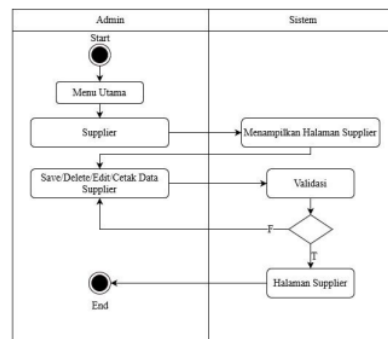 Admin
Sistem
Start
Menu Utama
Supplier
Menampilkan Halaman Supplier
Save/Delete/Edit/Cetak Data
Supplier
Validasi
F
T
Halaman Supplier
End